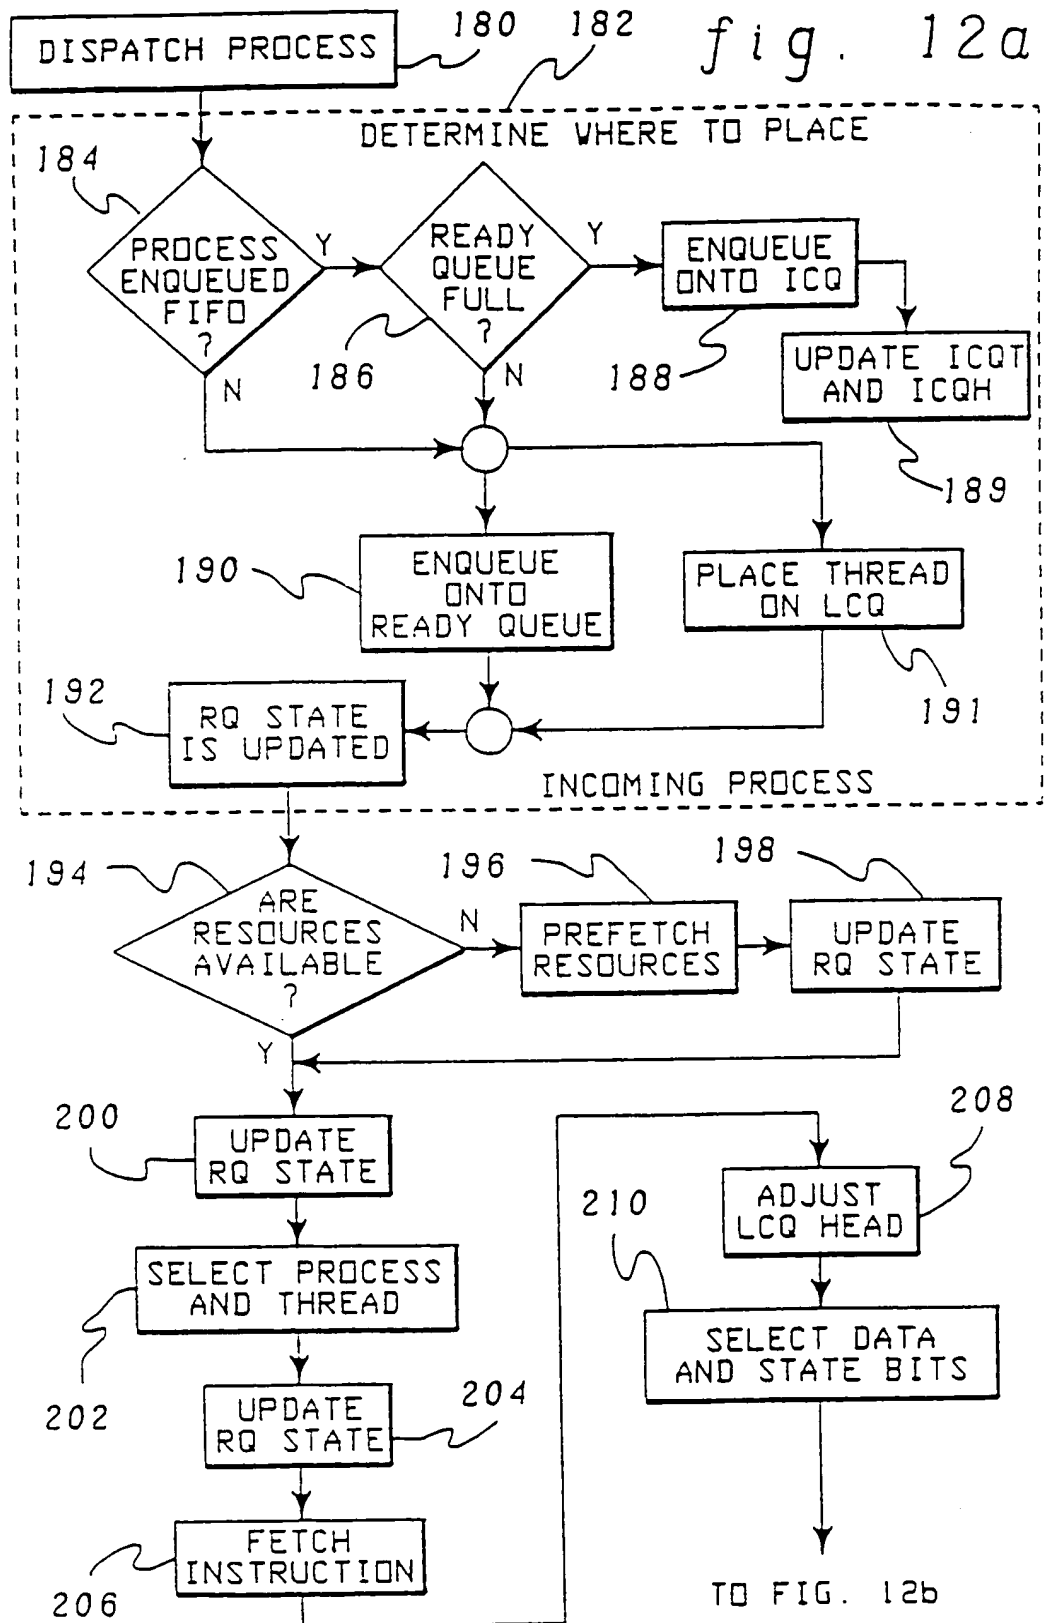 fig. 12a
DISPATCH PROCESS
180
182
DETERMINE WHERE TO PLACE
184
PROCESS
ENQUEUED
FIFO
?
Y
N
READY
QUEUE
FULL
?
186
Y
N
ENQUEUE
ONTO ICQ
188
UPDATE ICQT
AND ICQH
189
190
ENQUEUE
ONTO
READY QUEUE
PLACE THREAD
ON LCQ
191
192
RQ STATE
IS UPDATED
INCOMING PROCESS
194
ARE
RESOURCES
AVAILABLE
?
N
Y
196
PREFETCH
RESOURCES
198
UPDATE
RQ STATE
200
UPDATE
RQ STATE
SELECT PROCESS
AND THREAD
202
UPDATE
RQ STATE
204
FETCH
INSTRUCTION
206
208
ADJUST
LCQ HEAD
210
SELECT DATA
AND STATE BITS
TO FIG. 12b